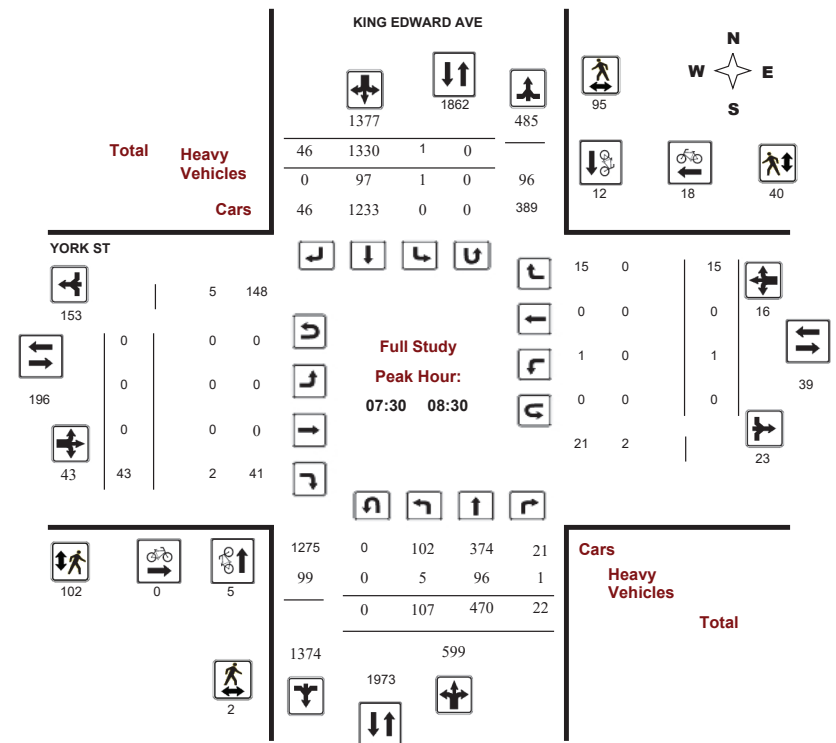 KING EDWARD AVE
N
W E
S
1377
1862
485
95
Total
Heavy
Vehicles
Cars
46 1330 1 0
0 97 1 0 96
46 1233 0 0 389
12 18 40
YORK ST
153
5 148
196
0 0 0
0 0 0
0 0 0
43 43 2 41
Full Study
Peak Hour:
07:30 08:30
15 0 15
16
0 0 0
1 0 1
39
0 0 0
21 2
23
102 0 5
2
1275 0 102 374 21
99 0 5 96 1
0 107 470 22
1374
599
1973
Cars
Heavy
Vehicles
Total